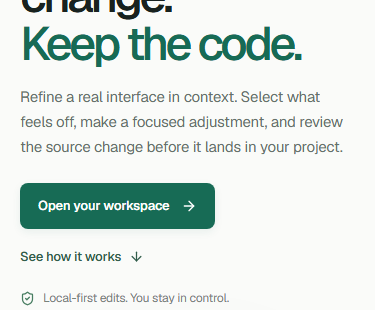 change.
Keep the code.
Refine a real interface in context. Select what
feels off, make a focused adjustment, and review
the source change before it lands in your project.
Open your workspace →
See how it works ↓
Local-first edits. You stay in control.